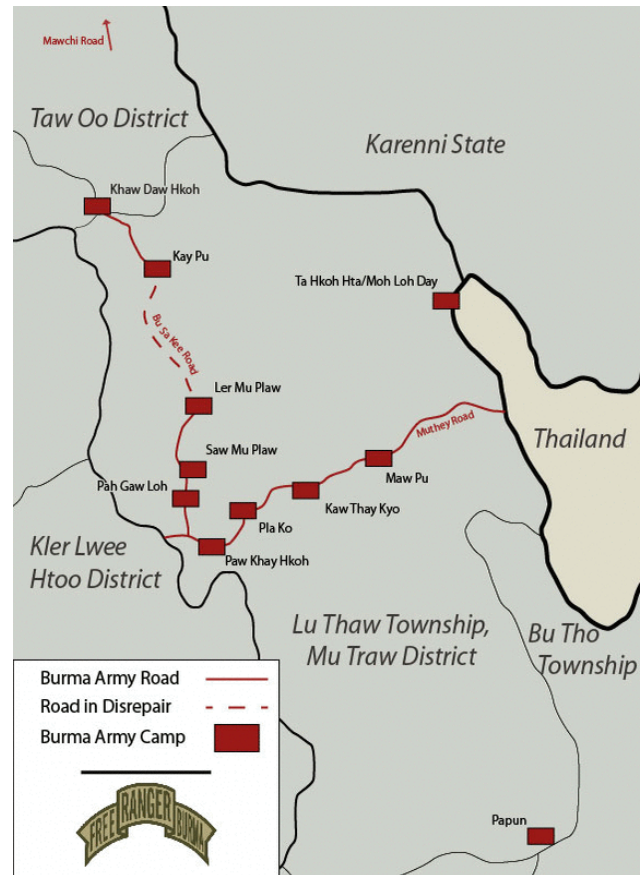 Mawchi Road
Taw Oo District
Karenni State
Khaw Daw Hkoh
Kay Pu
Ta Hkoh Hta/Moh Loh Day
Bu Sa Kee Road
Ler Mu Plaw
Muthey Road
Thailand
Saw Mu Plaw
Maw Pu
Pah Gaw Loh
Kaw Thay Kyo
Pla Ko
Kler Lwee
Htoo District
Paw Khay Hkoh
Lu Thaw Township,
Mu Traw District
Bu Tho
Township
Burma Army Road
Road in Disrepair
Burma Army Camp
FREE RANGER BURMA
Papun